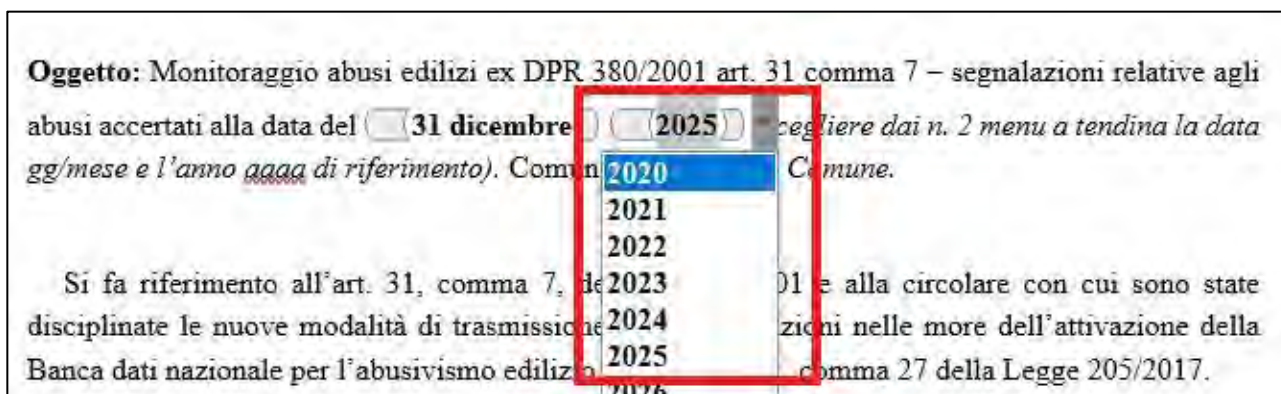 Oggetto: Monitoraggio abusi edilizi ex DPR 380/2001 art. 31 comma 7 – segnalazioni relative agli
abusi accertati alla data del (31 dicembre) (2025) cegliere dai n. 2 menu a tendina la data
gg/mese e l'anno aaaa di riferimento). Comun Comune.
2020
2021
2022
2023
2024
2025
2026
Si fa riferimento all'art. 31, comma 7, de 01 e alla circolare con cui sono state
disciplinate le nuove modalità di trasmissione zioni nelle more dell'attivazione della
Banca dati nazionale per l'abusivismo edilizio comma 27 della Legge 205/2017.